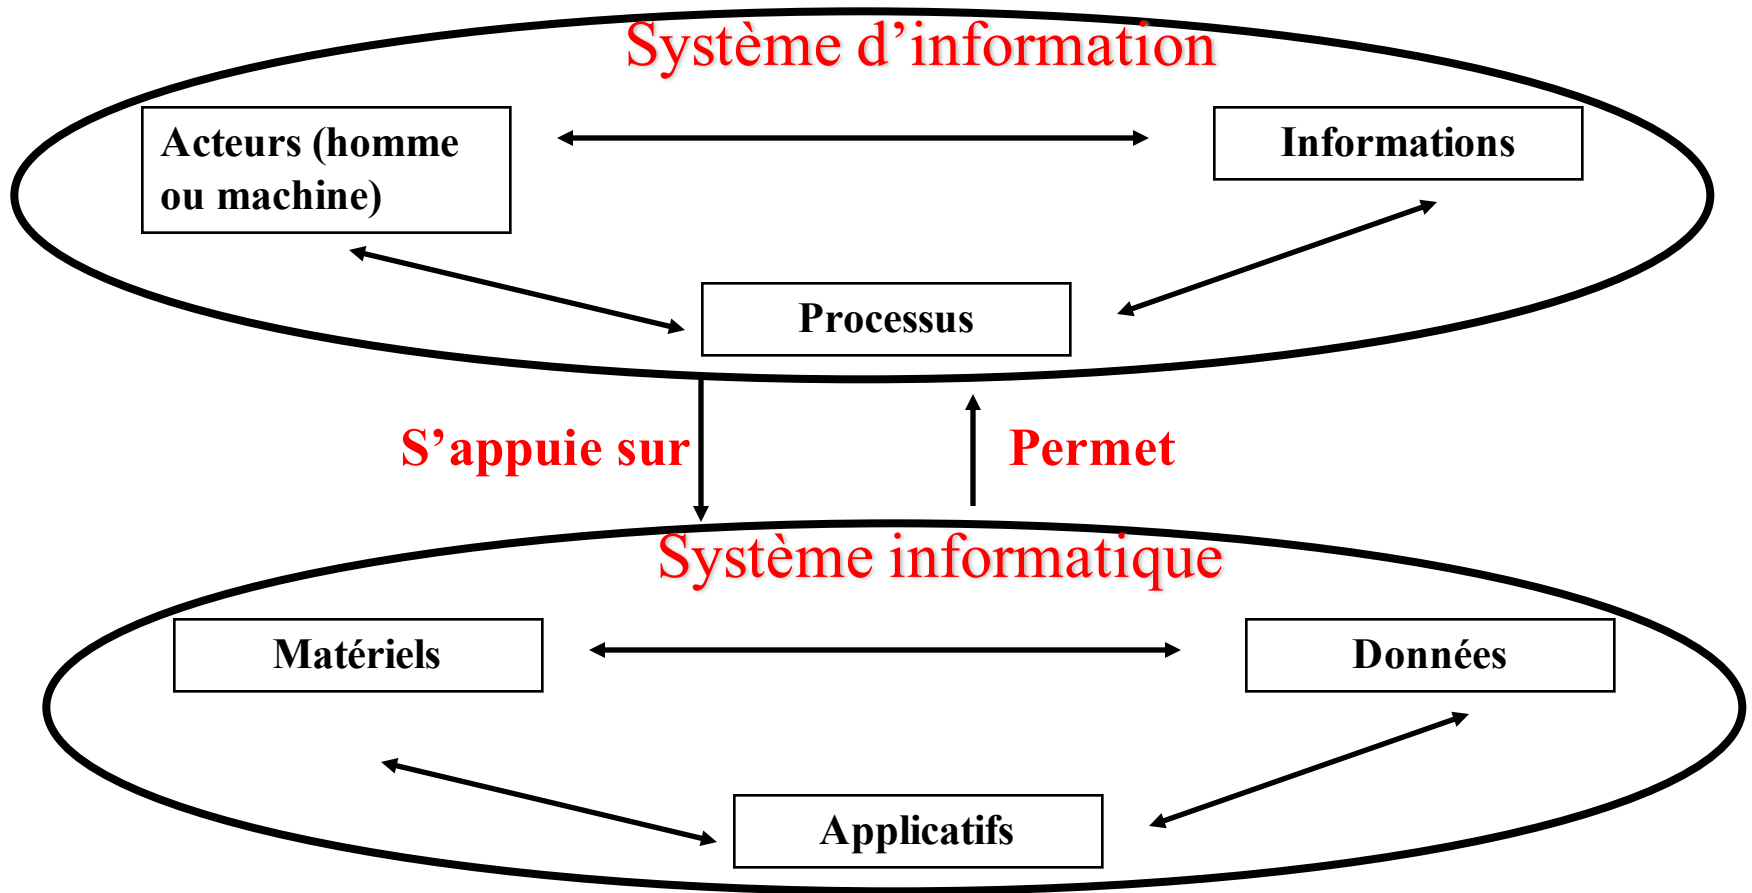 Système d’information
Acteurs (homme
ou machine)
Informations
Processus
S’appuie sur
Permet
Système informatique
Matériels
Données
Applicatifs